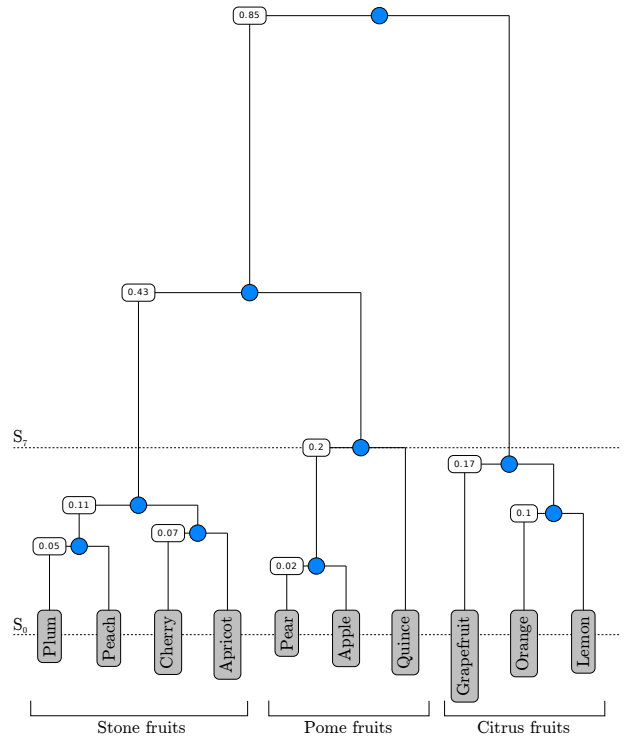 0.85
0.43
S7
0.2
0.17
0.11
0.1
0.07
0.05
0.02
S0
Plum
Peach
Cherry
Apricot
Pear
Apple
Quince
Grapefruit
Orange
Lemon
Stone fruits
Pome fruits
Citrus fruits